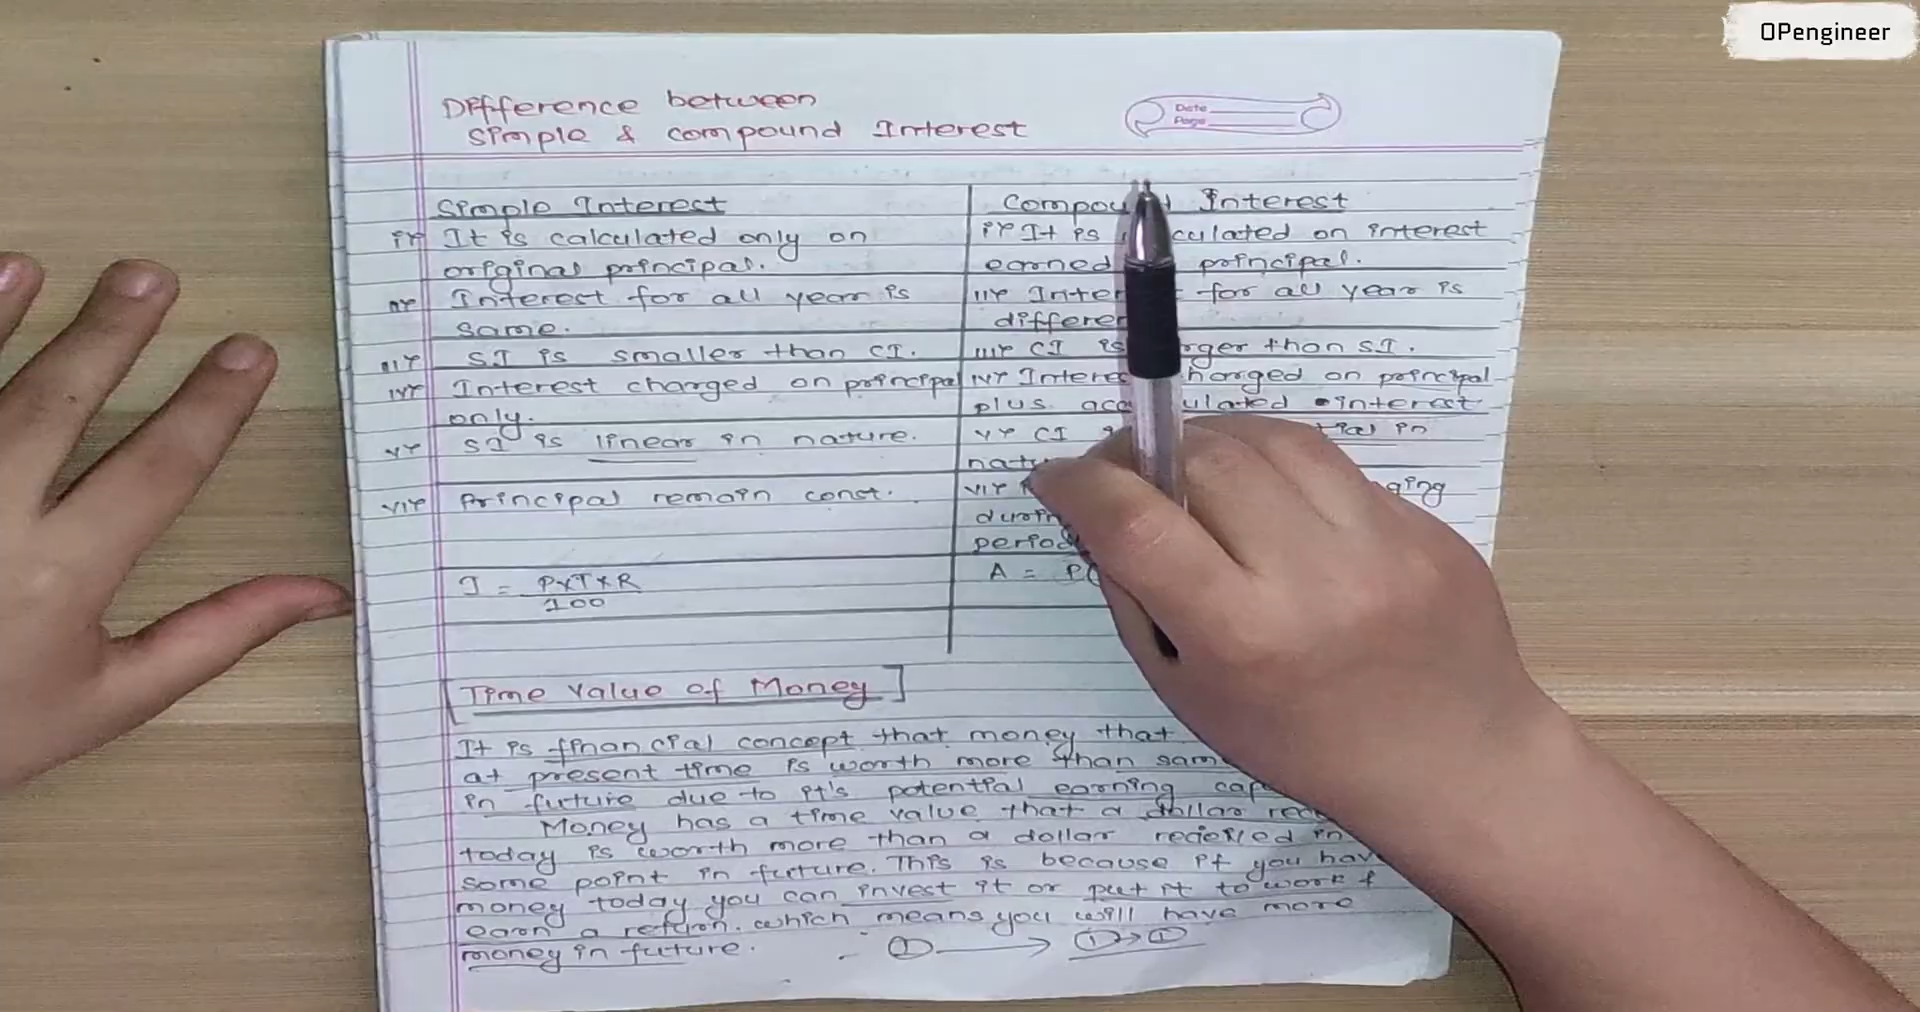 OPengineer
Difference between
Simple & compound Interest
Date
Page
Simple Interest
i) It is calculated only on
original principal.
ii) Interest for all year is
same.
iii) SI is smaller than CI.
iv) Interest charged on principal
only.
v) SI is linear in nature.
vi) Principal remain const.
I = P×T×R
100
Interest
i) It is on interest
earned principal.
ii) for all year is
iii) CI is than SI.
iv) on principal
plus interest
v) CI in
vi)
A = P(
Time Value of Money
It is financial concept that money that
at present time is worth more than
in future due to it's potential earning
Money has a time value that a dollar
today is worth more than a dollar recieved in
some point in future. This is because if you have
money today you can invest it or put it to work &
earn a return. which means you will have more
money in future.
① → ①→①